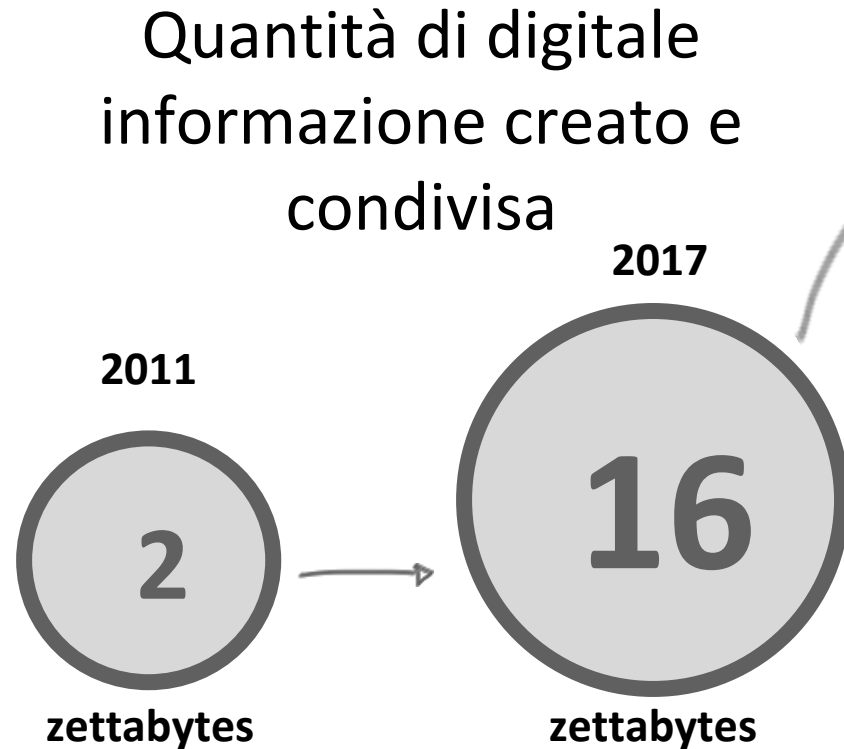 Quantità di digitale
informazione creato e
condivisa
2017
2011
16
2
zettabytes
zettabytes